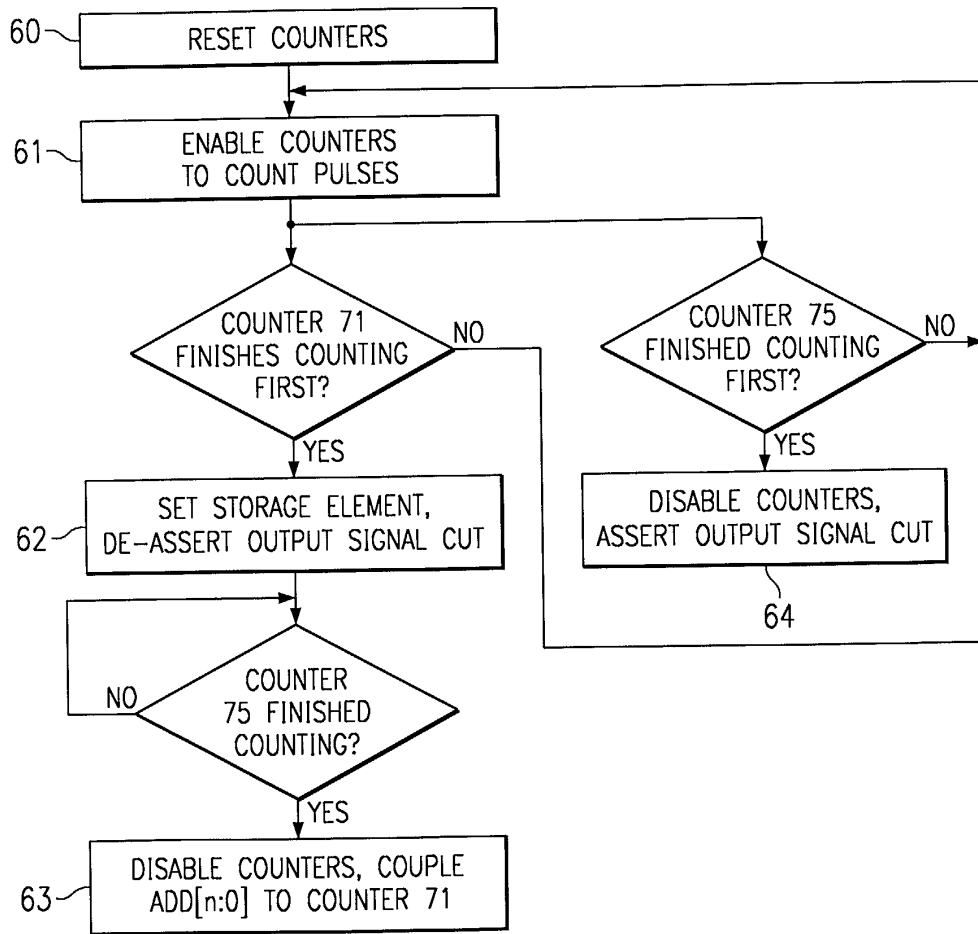 60
RESET COUNTERS
61
ENABLE COUNTERS
TO COUNT PULSES
COUNTER 71
FINISHES COUNTING
FIRST?
NO
YES
COUNTER 75
FINISHED COUNTING
FIRST?
NO
YES
62
SET STORAGE ELEMENT,
DE-ASSERT OUTPUT SIGNAL CUT
DISABLE COUNTERS,
ASSERT OUTPUT SIGNAL CUT
64
COUNTER
75 FINISHED
COUNTING?
NO
YES
63
DISABLE COUNTERS, COUPLE
ADD[n:0] TO COUNTER 71